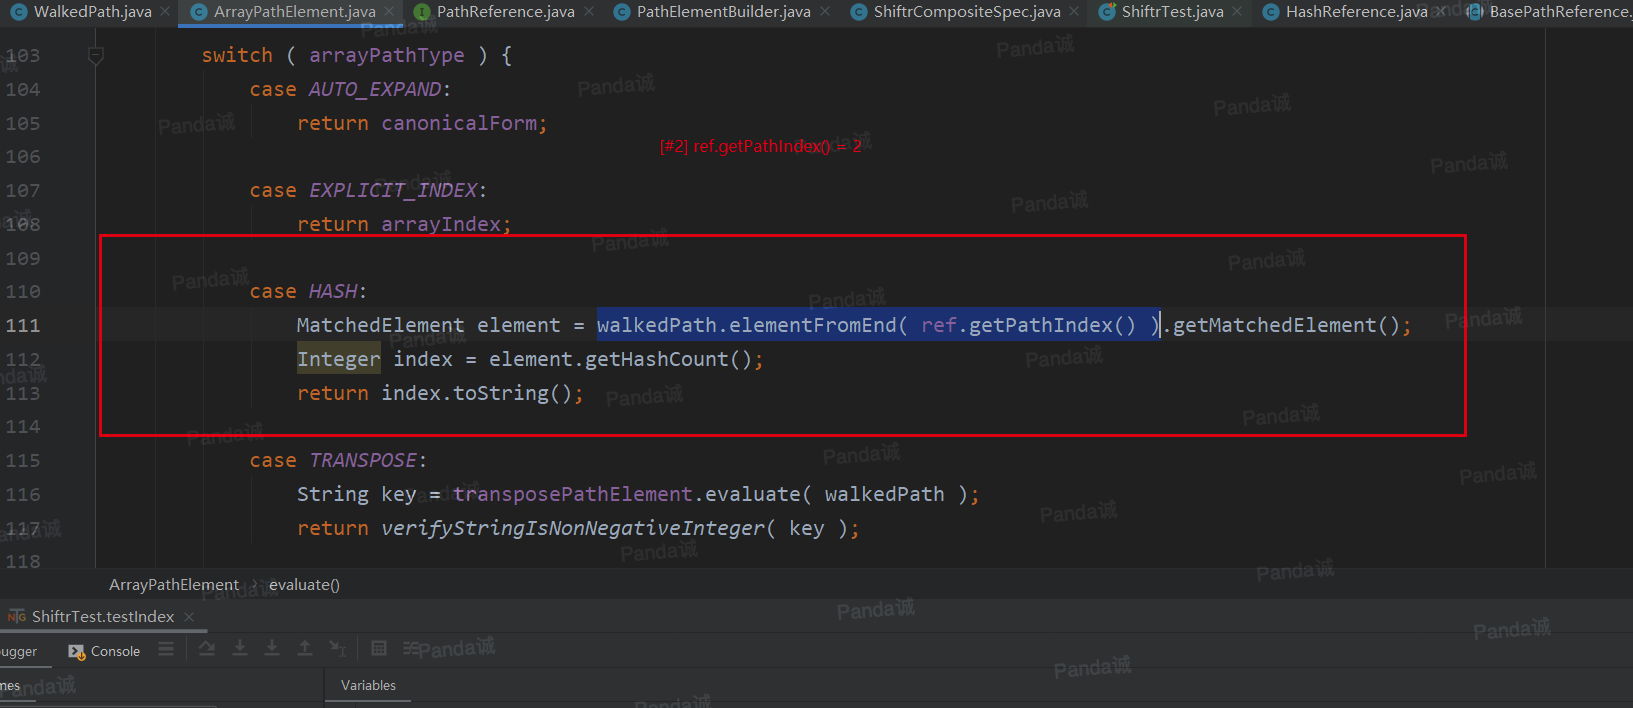 WalkedPath.java ArrayPathElement.java PathReference.java PathElementBuilder.java ShiftrCompositeSpec.java ShiftrTest.java HashReference.java BasePathReference.
103 switch ( arrayPathType ) {
104 case AUTO_EXPAND:
105 return canonicalForm;
106 [#2] ref.getPathIndex() = 2
107 case EXPLICIT_INDEX:
108 return arrayIndex;
109
110 case HASH:
111 MatchedElement element = walkedPath.elementFromEnd( ref.getPathIndex() ).getMatchedElement();
112 Integer index = element.getHashCount();
113 return index.toString();
114
115 case TRANSPOSE:
116 String key = transposePathElement.evaluate( walkedPath );
117 return verifyStringIsNonNegativeInteger( key );
118
ArrayPathElement > evaluate()
NG ShiftrTest.testIndex
ugger Console
mes Variables
Panda诚